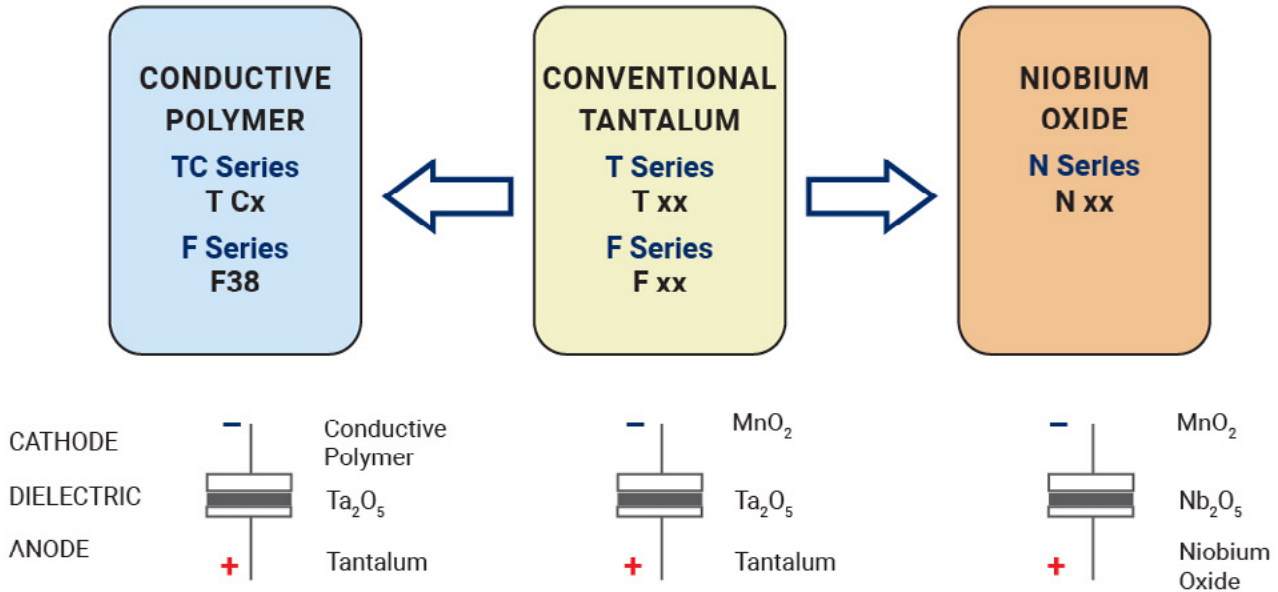 CONDUCTIVE
POLYMER
TC Series
T Cx
F Series
F38
CONVENTIONAL
TANTALUM
T Series
T xx
F Series
F xx
NIOBIUM
OXIDE
N Series
N xx
CATHODE
DIELECTRIC
ANODE
−
Conductive
Polymer
Ta₂O₅
+
Tantalum
−
MnO₂
Ta₂O₅
+
Tantalum
−
MnO₂
Nb₂O₅
+
Niobium
Oxide